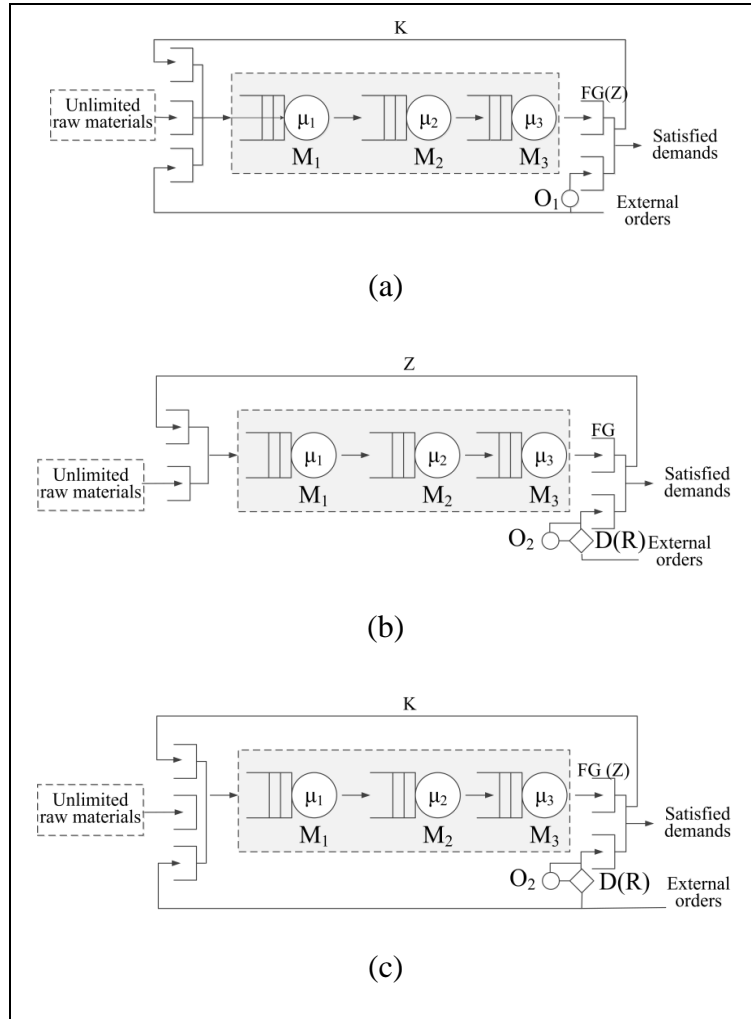 K
Unlimited
raw materials
μ1
μ2
μ3
M1
M2
M3
FG(Z)
Satisfied
demands
O1
External
orders
(a)
Z
Unlimited
raw materials
μ1
μ2
μ3
M1
M2
M3
FG
Satisfied
demands
O2
D(R)
External
orders
(b)
K
Unlimited
raw materials
μ1
μ2
μ3
M1
M2
M3
FG (Z)
Satisfied
demands
O2
D(R)
External
orders
(c)